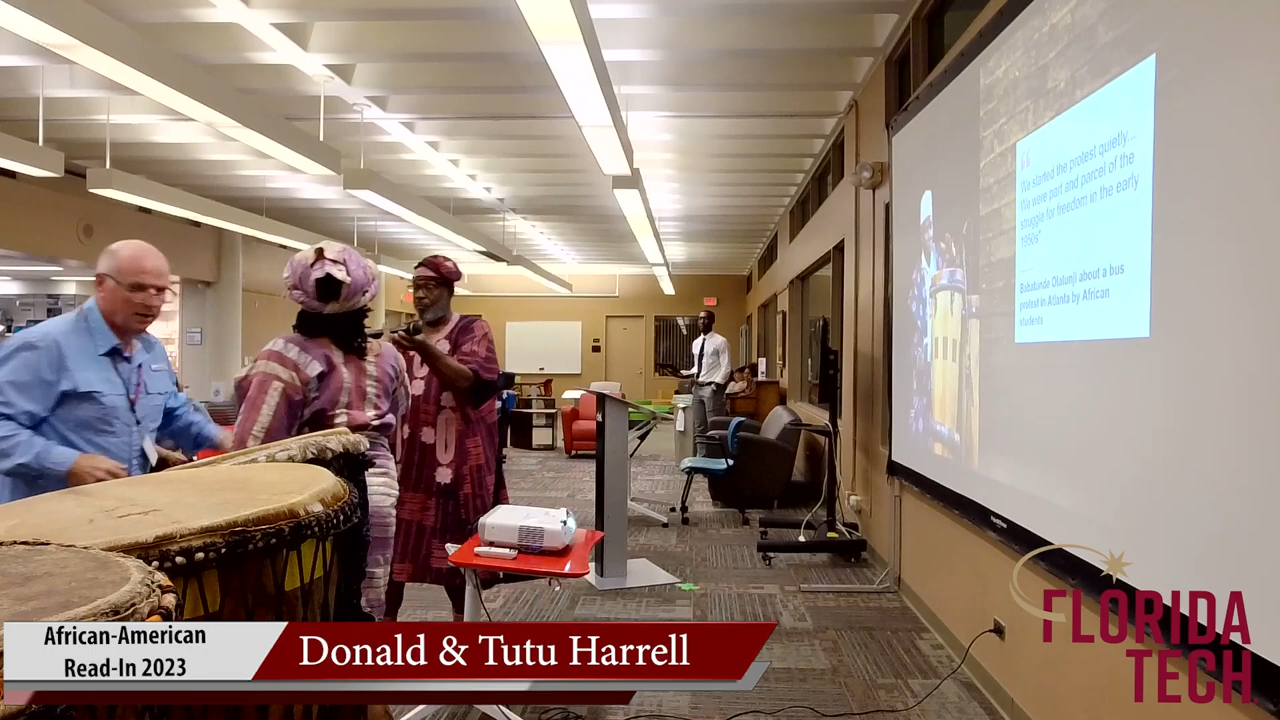 “
We started the protest quietly...
We were part and parcel of the
struggle for freedom in the early
1950s"
Babatunde Olatunji about a bus
protest in Atlanta by African
students
African-American
Read-In 2023
Donald & Tutu Harrell
FLORIDA
TECH